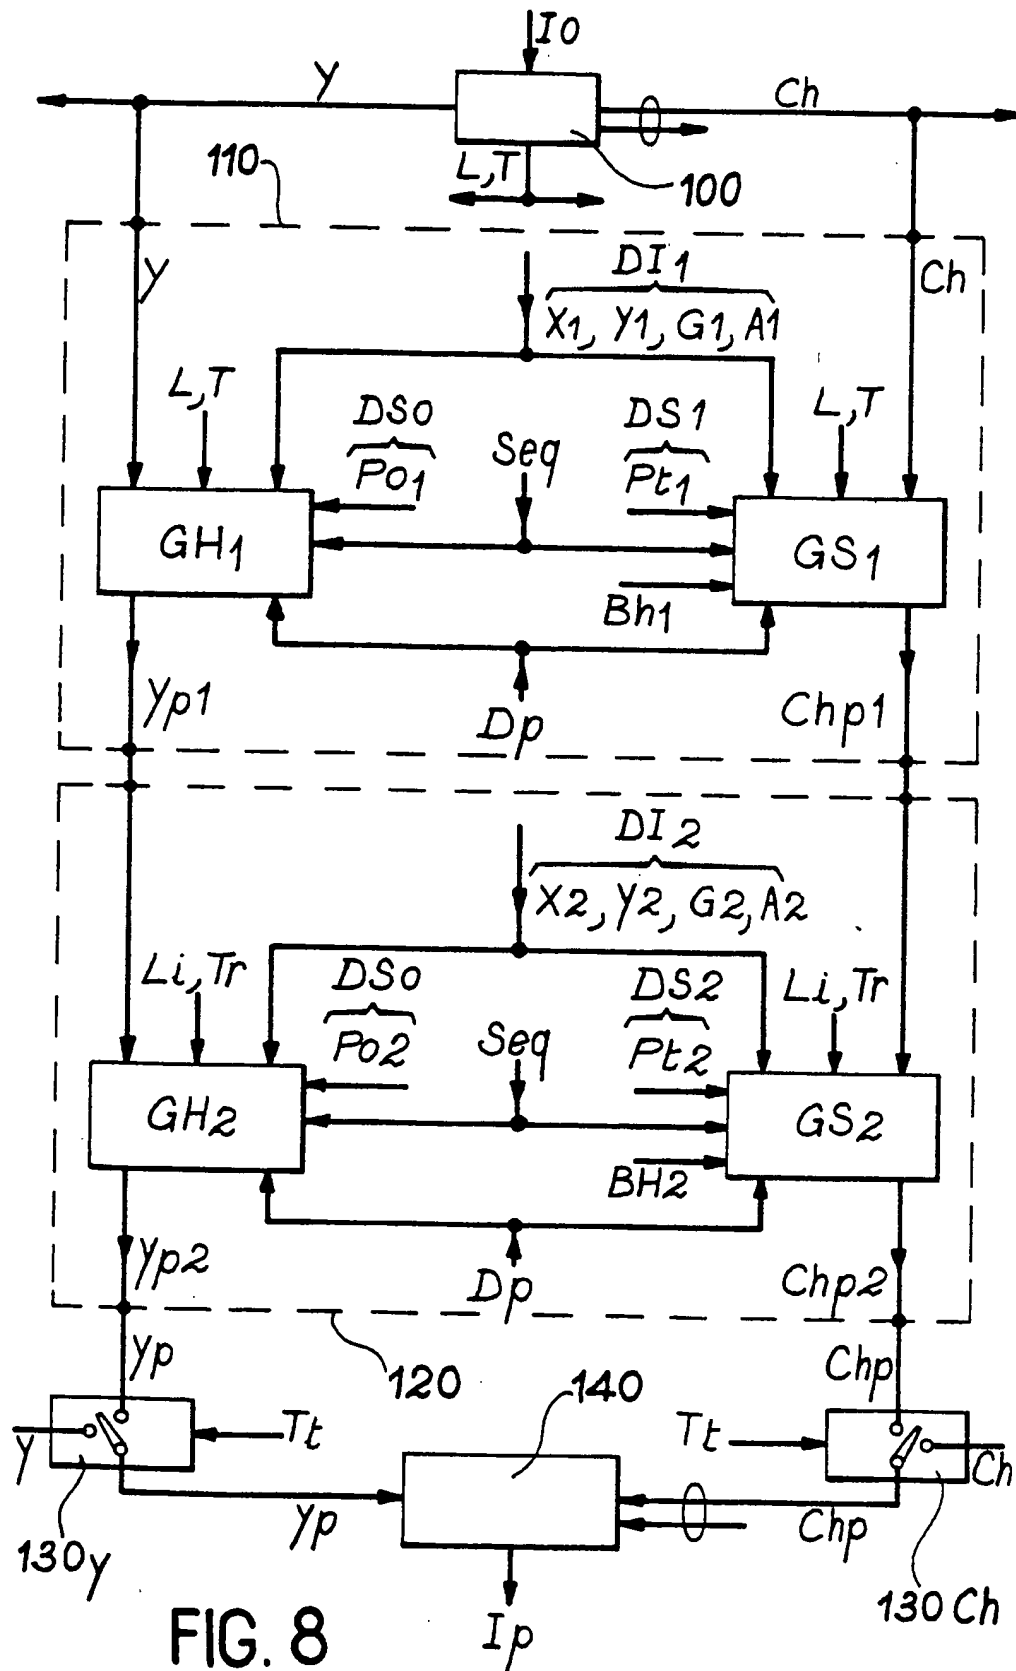 Io
Y
Ch
L,T
100
110
Y
DI1
Ch
X1, Y1, G1, A1
L,T
DSo
Po1
Seq
DS1
Pt1
L,T
GH1
GS1
Bh1
Yp1
Dp
Chp1
DI2
X2, Y2, G2, A2
Li,Tr
DSo
Po2
Seq
DS2
Pt2
Li,Tr
GH2
GS2
BH2
Yp2
Dp
Chp2
Yp
120
140
Chp
Y
Tt
Tt
Ch
Yp
Chp
130y
130Ch
Ip
FIG. 8